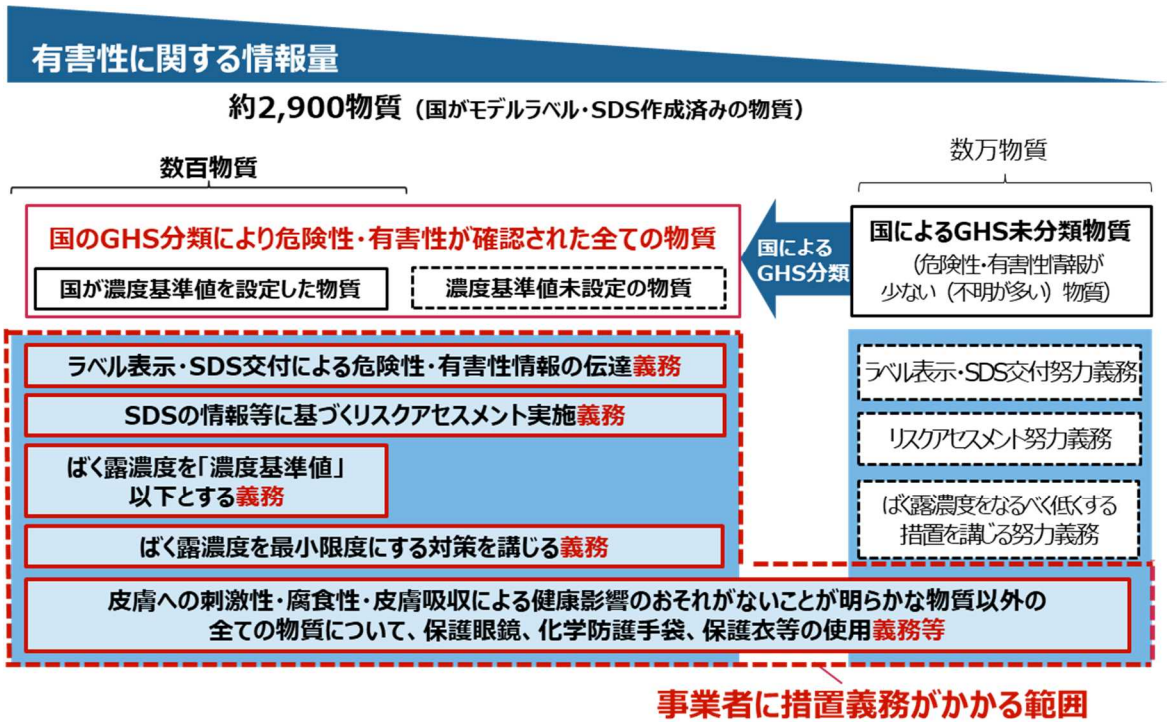 有害性に関する情報量
約2,900物質（国がモデルラベル・SDS作成済みの物質）
数百物質
数万物質
国のGHS分類により危険性・有害性が確認された全ての物質
国が濃度基準値を設定した物質
濃度基準値未設定の物質
国による
GHS分類
国によるGHS未分類物質
（危険性・有害性情報が
少ない（不明が多い）物質）
ラベル表示・SDS交付による危険性・有害性情報の伝達義務
SDSの情報等に基づくリスクアセスメント実施義務
ばく露濃度を「濃度基準値」
以下とする義務
ばく露濃度を最小限度にする対策を講じる義務
ラベル表示・SDS交付努力義務
リスクアセスメント努力義務
ばく露濃度をなるべく低くする
措置を講じる努力義務
皮膚への刺激性・腐食性・皮膚吸収による健康影響のおそれがないことが明らかな物質以外の
全ての物質について、保護眼鏡、化学防護手袋、保護衣等の使用義務等
事業者に措置義務がかかる範囲